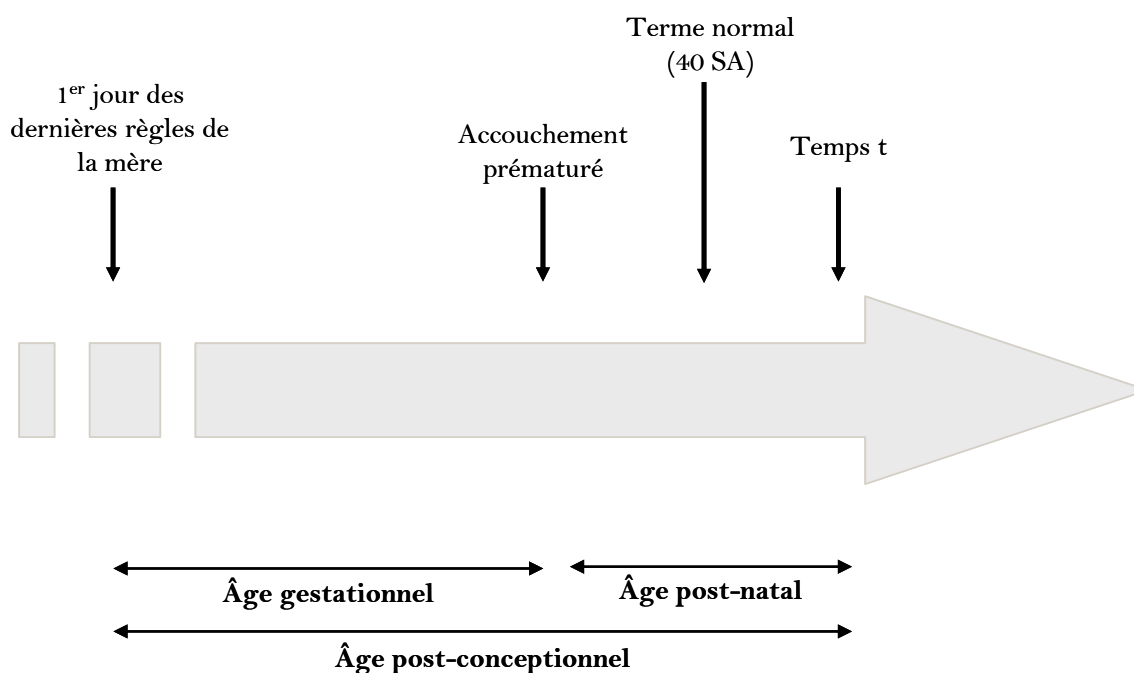 Terme normal
(40 SA)
1er jour des
dernières règles de
la mère
Accouchement
prématuré
Temps t
Âge gestationnel
Âge post-natal
Âge post-conceptionnel